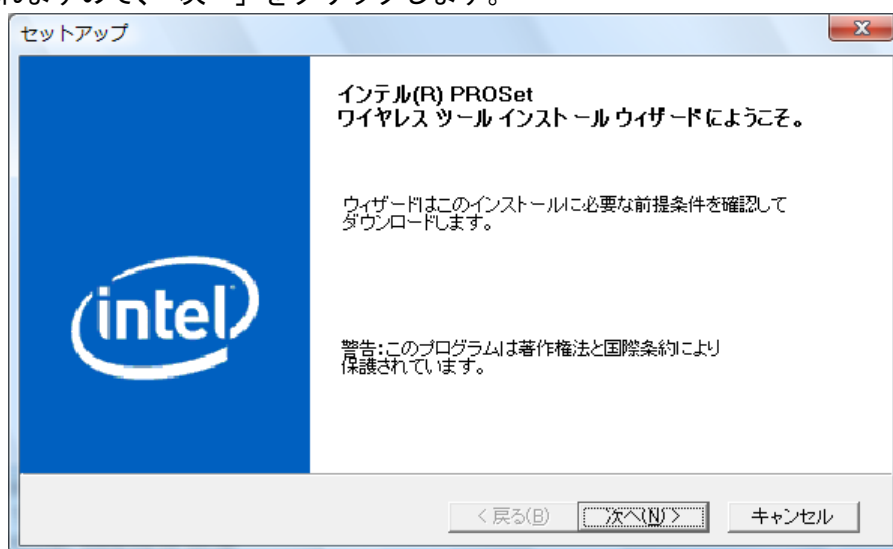 セットアップ
インテル(R) PROSet
ワイヤレス ツール インストール ウィザードにようこそ。
ウィザードはこのインストールに必要な前提条件を確認して
ダウンロードします。
intel
警告:このプログラムは著作権法と国際条約により
保護されています。
< 戻る(B)
次へ(N) >
キャンセル